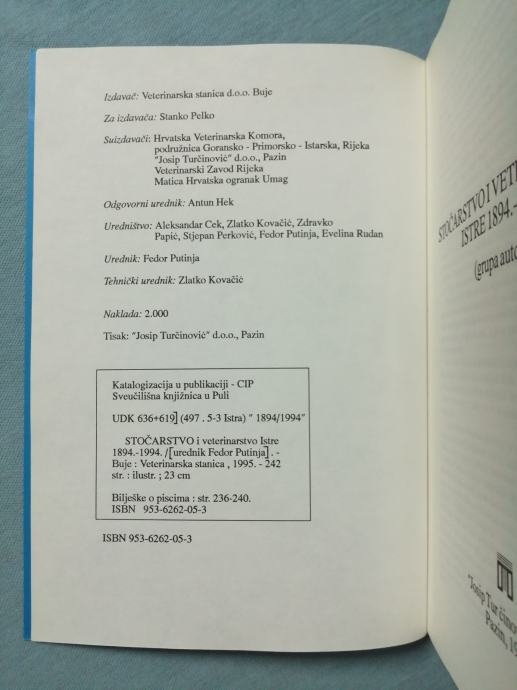 Izdavač: Veterinarska stanica d.o.o. Buje
Za izdavača: Stanko Pelko
Suizdavači: Hrvatska Veterinarska Komora,
podružnica Goransko - Primorsko - Istarska, Rijeka
"Josip Turčinović" d.o.o., Pazin
Veterinarski Zavod Rijeka
Matica Hrvatska ogranak Umag
Odgovorni urednik: Antun Hek
Uredništvo: Aleksandar Cek, Zlatko Kovačić, Zdravko
Papić, Stjepan Perković, Fedor Putinja, Evelina Rudan
Urednik: Fedor Putinja
Tehnički urednik: Zlatko Kovačić
Naklada: 2.000
Tisak: "Josip Turčinović" d.o.o., Pazin
Katalogizacija u publikaciji - CIP
Sveučilišna knjižnica u Puli
UDK 636+619] (497 . 5-3 Istra) " 1894/1994"
STOČARSTVO i veterinarstvo Istre
1894.-1994. /[urednik Fedor Putinja] . -
Buje : Veterinarska stanica , 1995. - 242
str. : ilustr. ; 23 cm
Bilješke o piscima : str. 236-240.
ISBN 953-6262-05-3
ISBN 953-6262-05-3
STOČARSTVO I
ISTRE 1894.-
(grupa
"Josip Tur
Pazin,